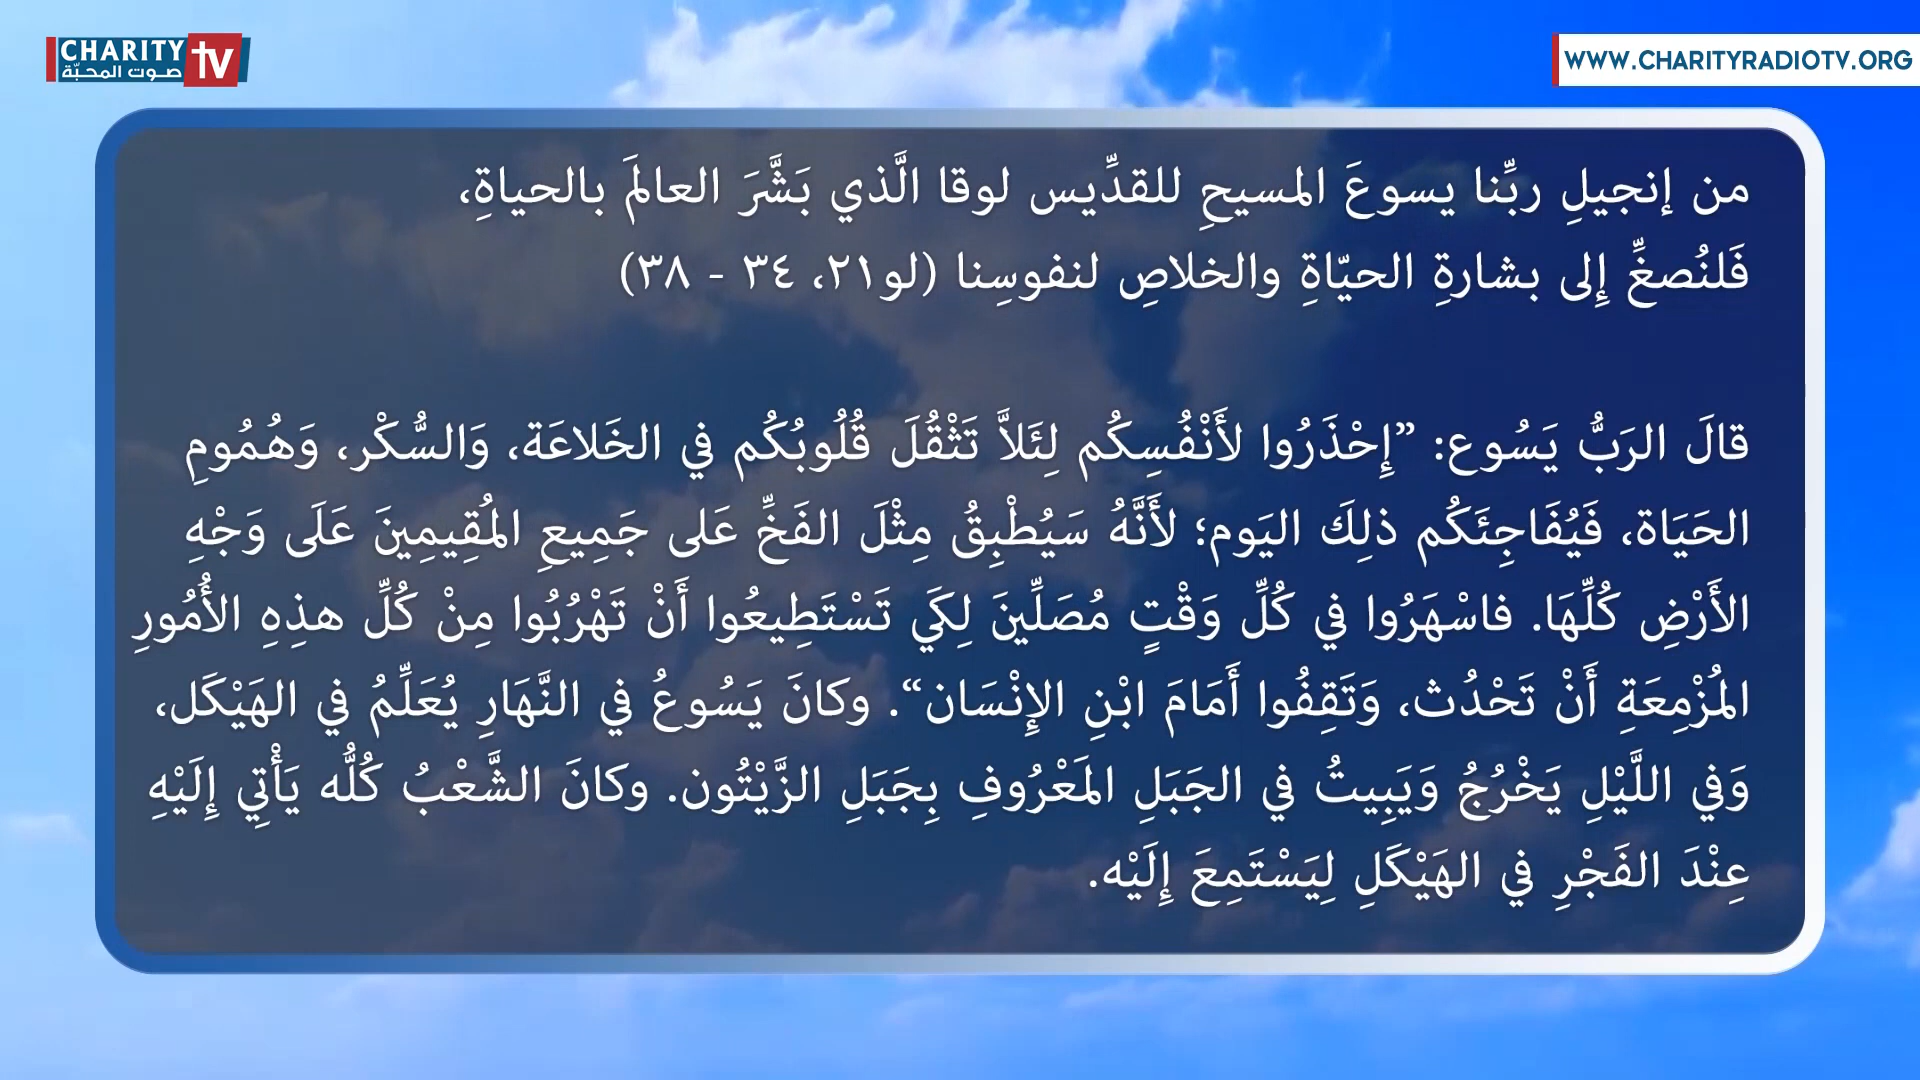 CHARITY tv
صوت المحبّة
WWW.CHARITYRADIOTV.ORG
من إنجيلِ ربِّنا يسوعَ المسيحِ للقدِّيس لوقا الَّذي بَشَّرَ العالمَ بالحياةِ،
فَلنُصغِّ إِلى بشارةِ الحيّاةِ والخلاصِ لنفوسِنا (لو٢١، ٣٤ - ٣٨)
قالَ الرَبُّ يَسُوع: ”إِحْذَرُوا لأَنْفُسِكُم لِئَلاَّ تَثْقُلَ قُلُوبُكُم في الخَلاعَة، وَالسُّكْر، وَهُمُومِ
الحَيَاة، فَيُفَاجِئَكُم ذلِكَ اليَوم؛ لأَنَّهُ سَيُطْبِقُ مِثْلَ الفَخِّ عَلى جَمِيعِ المُقِيمِينَ عَلَى وَجْهِ
الأَرْضِ كُلِّهَا. فاسْهَرُوا في كُلِّ وَقْتٍ مُصَلِّينَ لِكَي تَسْتَطِيعُوا أَنْ تَهْرُبُوا مِنْ كُلِّ هذِهِ الأُمُورِ
المُزْمِعَةِ أَنْ تَحْدُث، وَتَقِفُوا أَمَامَ ابْنِ الإِنْسَان“. وكانَ يَسُوعُ في النَّهَارِ يُعَلِّمُ في الهَيْكَل،
وَفي اللَّيْلِ يَخْرُجُ وَيَبِيتُ في الجَبَلِ المَعْرُوفِ بِجَبَلِ الزَّيْتُون. وكانَ الشَّعْبُ كُلُّه يَأْتِي إِلَيْهِ
عِنْدَ الفَجْرِ في الهَيْكَلِ لِيَسْتَمِعَ إِلَيْه.